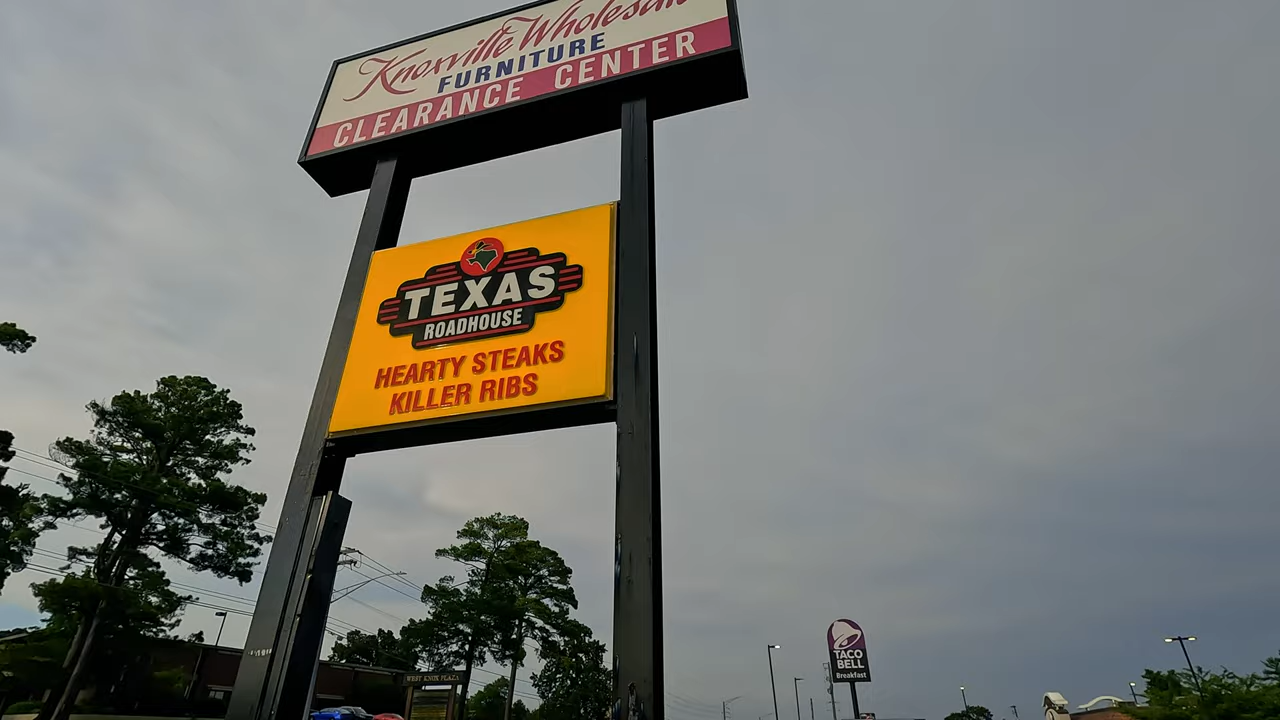 Knoxville Wholesale
FURNITURE
CLEARANCE CENTER
TEXAS
ROADHOUSE
HEARTY STEAKS
KILLER RIBS
WEST KNOX PLAZA
TACO
BELL
Breakfast